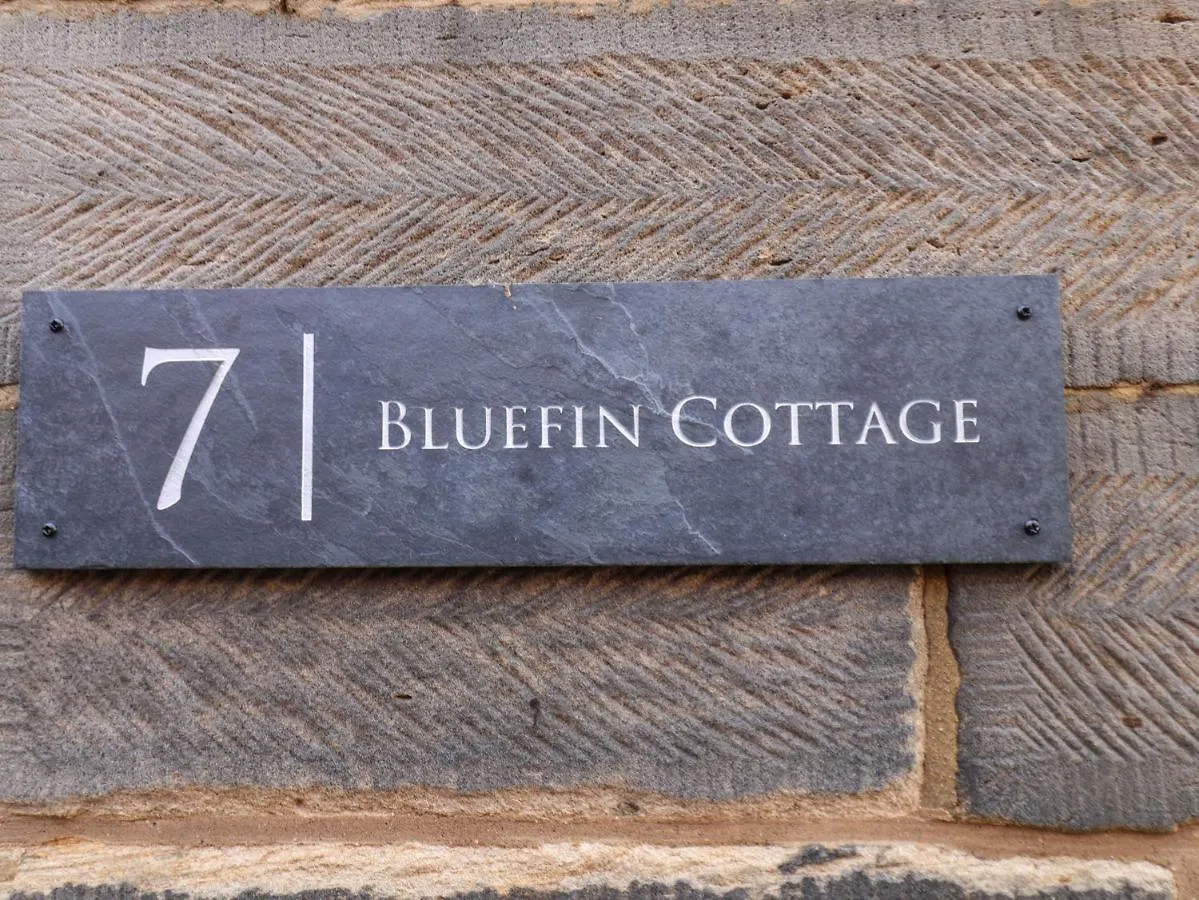 7 | Bluefin Cottage